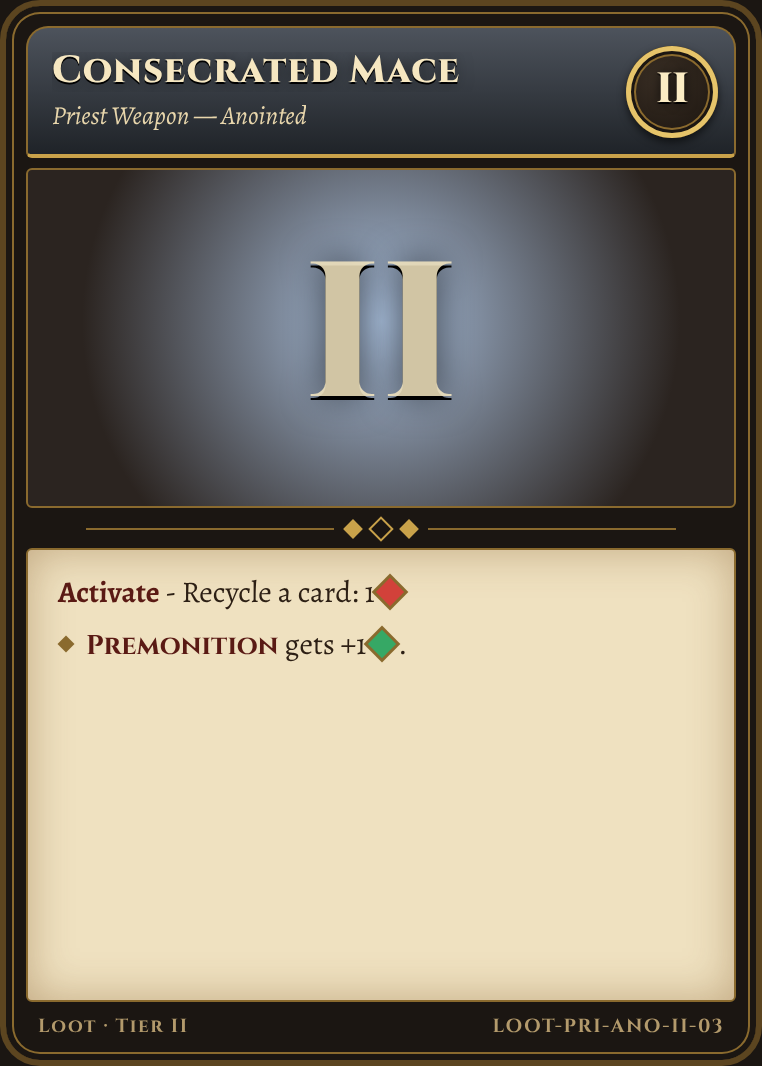 Consecrated Mace
Priest Weapon — Anointed
II
II
Activate - Recycle a card: 1
Premonition gets +1.
Loot · Tier II
LOOT-PRI-ANO-II-03